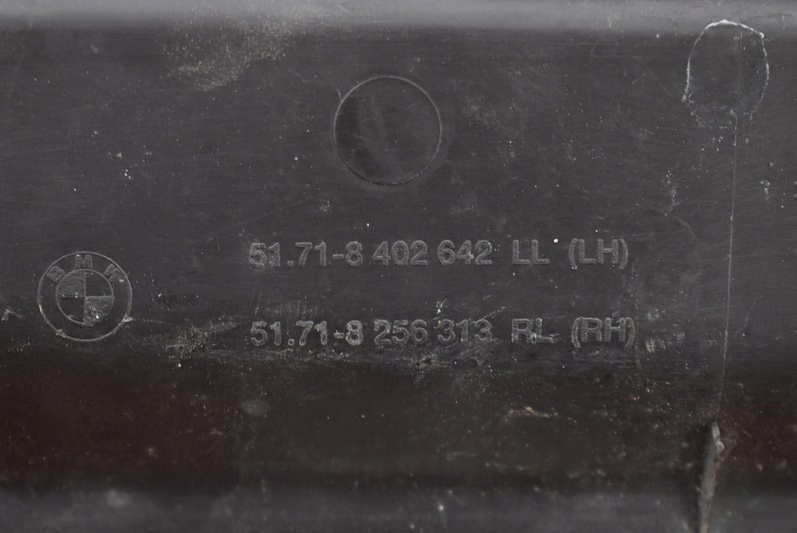 51.71-8 402 642 LL (LH)
BMW
51.71-8 256 313 RL (RH)